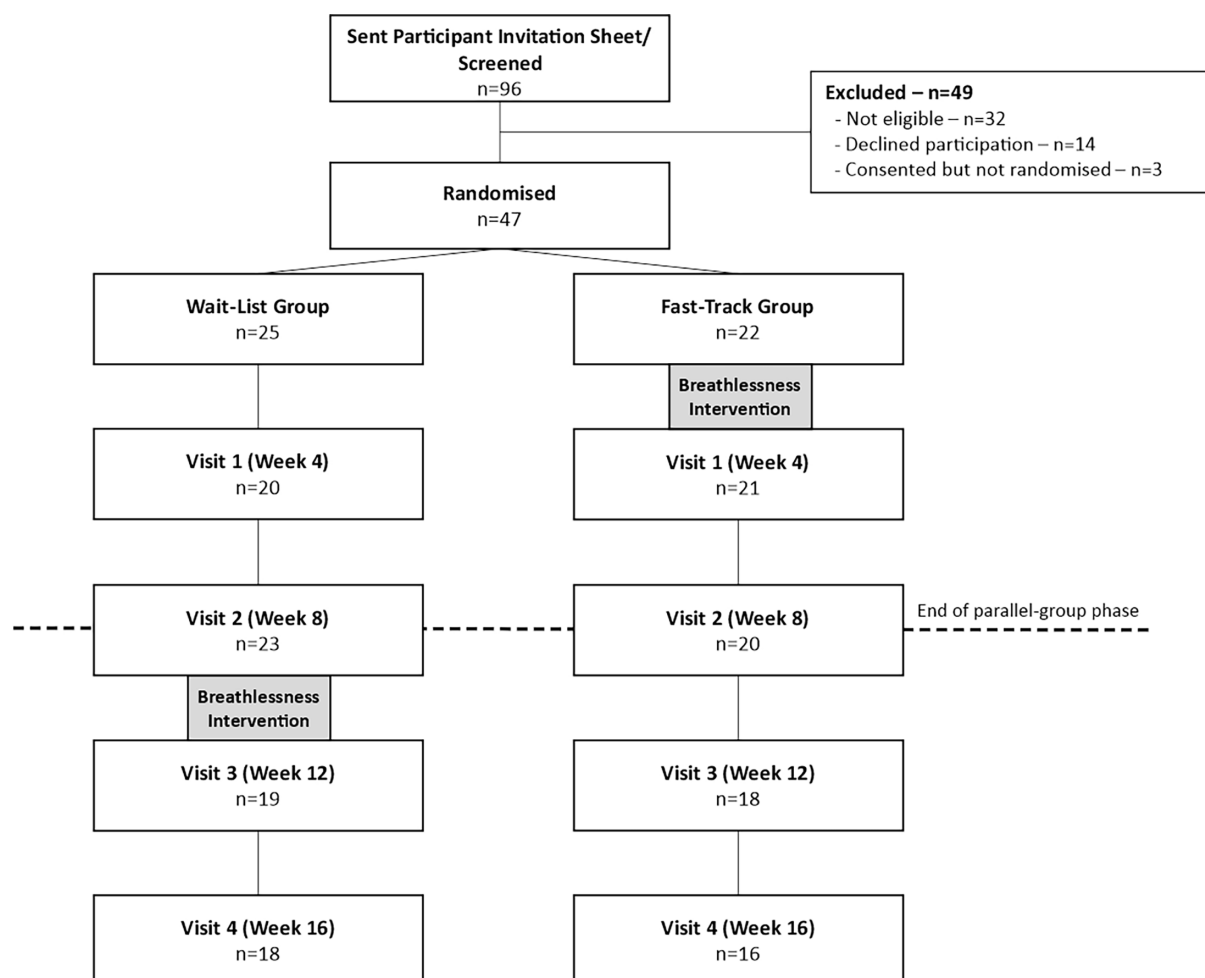 Sent Participant Invitation Sheet/
Screened
n=96
Excluded – n=49
- Not eligible – n=32
- Declined participation – n=14
- Consented but not randomised – n=3
Randomised
n=47
Wait-List Group
n=25
Fast-Track Group
n=22
Breathlessness
Intervention
Visit 1 (Week 4)
n=20
Visit 1 (Week 4)
n=21
Visit 2 (Week 8)
n=23
Visit 2 (Week 8)
n=20
End of parallel-group phase
Breathlessness
Intervention
Visit 3 (Week 12)
n=19
Visit 3 (Week 12)
n=18
Visit 4 (Week 16)
n=18
Visit 4 (Week 16)
n=16